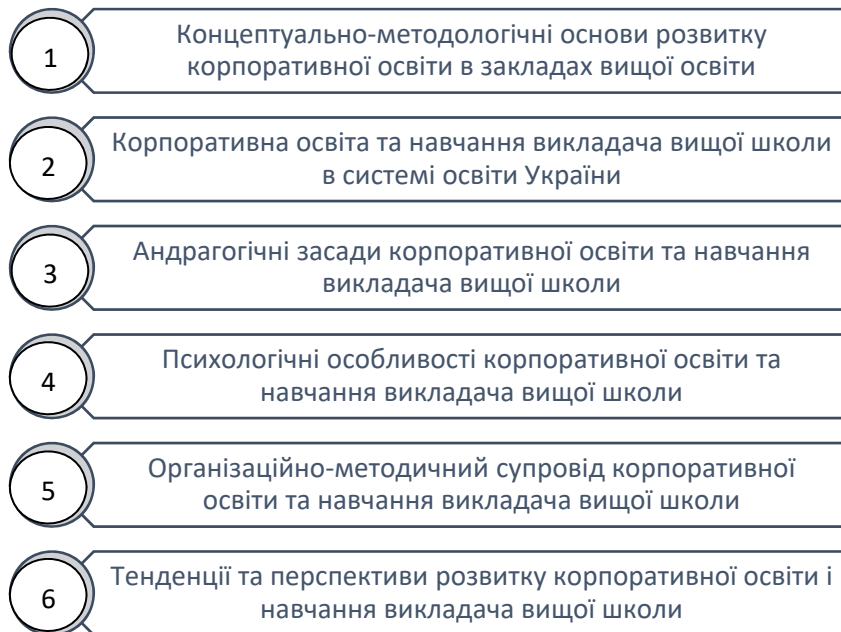 1
Концептуально-методологічні основи розвитку
корпоративної освіти в закладах вищої освіти
2
Корпоративна освіта та навчання викладача вищої школи
в системі освіти України
3
Андрагогічні засади корпоративної освіти та навчання
викладача вищої школи
4
Психологічні особливості корпоративної освіти та
навчання викладача вищої школи
5
Організаційно-методичний супровід корпоративної
освіти та навчання викладача вищої школи
6
Тенденції та перспективи розвитку корпоративної освіти і
навчання викладача вищої школи